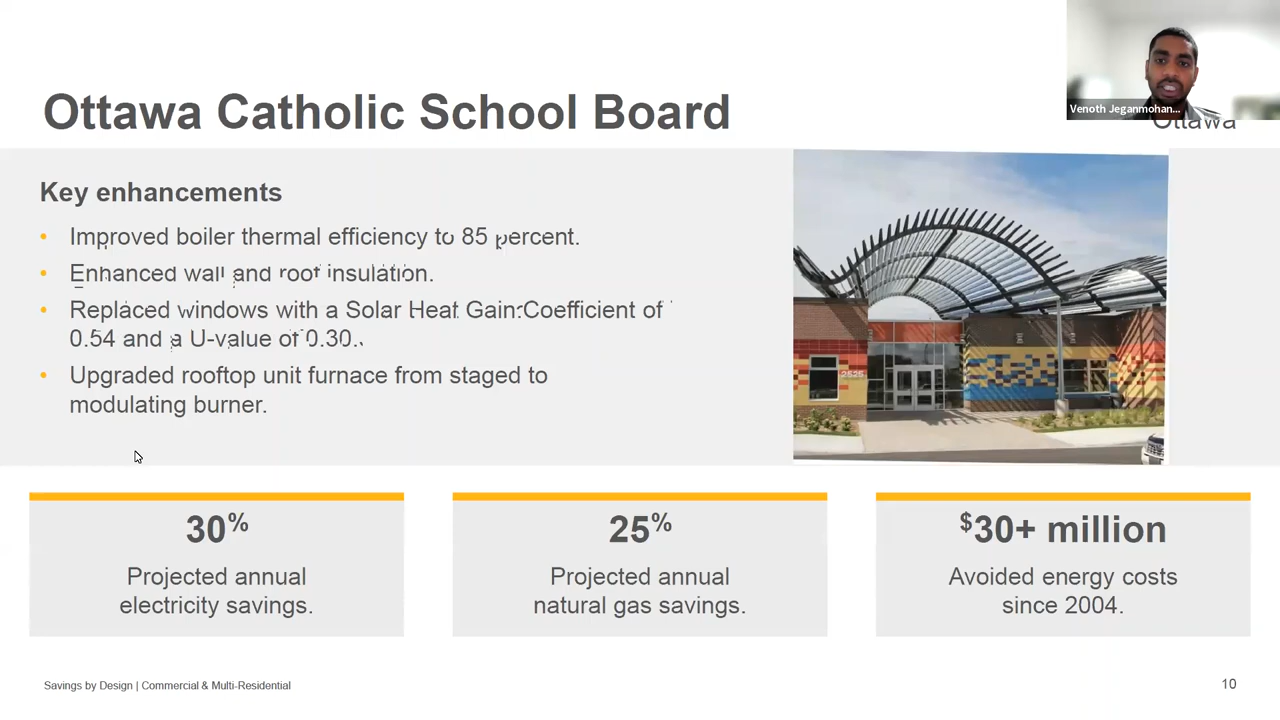 Venoth Jeganmohan...
Ottawa Catholic School Board
Ottawa
Key enhancements
• Improved boiler thermal efficiency to 85 percent.
• Enhanced wall and roof insulation.
• Replaced windows with a Solar Heat Gain Coefficient of
0.54 and a U-value of 0.30.
• Upgraded rooftop unit furnace from staged to
modulating burner.
2525
30%
Projected annual
electricity savings.
25%
Projected annual
natural gas savings.
$30+ million
Avoided energy costs
since 2004.
Savings by Design | Commercial & Multi-Residential
10